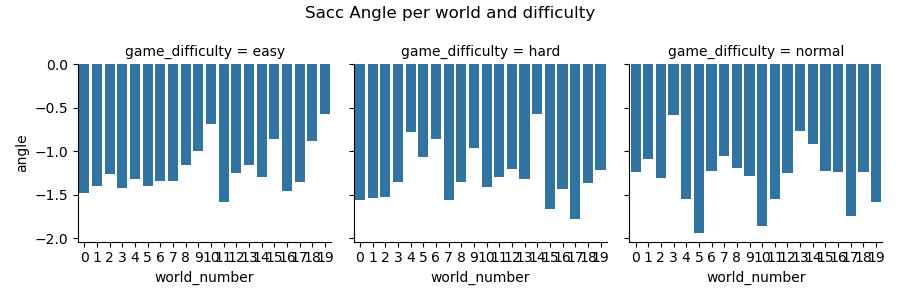 Sacc Angle per world and difficulty
game_difficulty = easy
game_difficulty = hard
game_difficulty = normal
0.0
−0.5
−1.0
−1.5
−2.0
angle
0 1 2 3 4 5 6 7 8 9 10 11 12 13 14 15 16 17 18 19
0 1 2 3 4 5 6 7 8 9 10 11 12 13 14 15 16 17 18 19
0 1 2 3 4 5 6 7 8 9 10 11 12 13 14 15 16 17 18 19
world_number
world_number
world_number